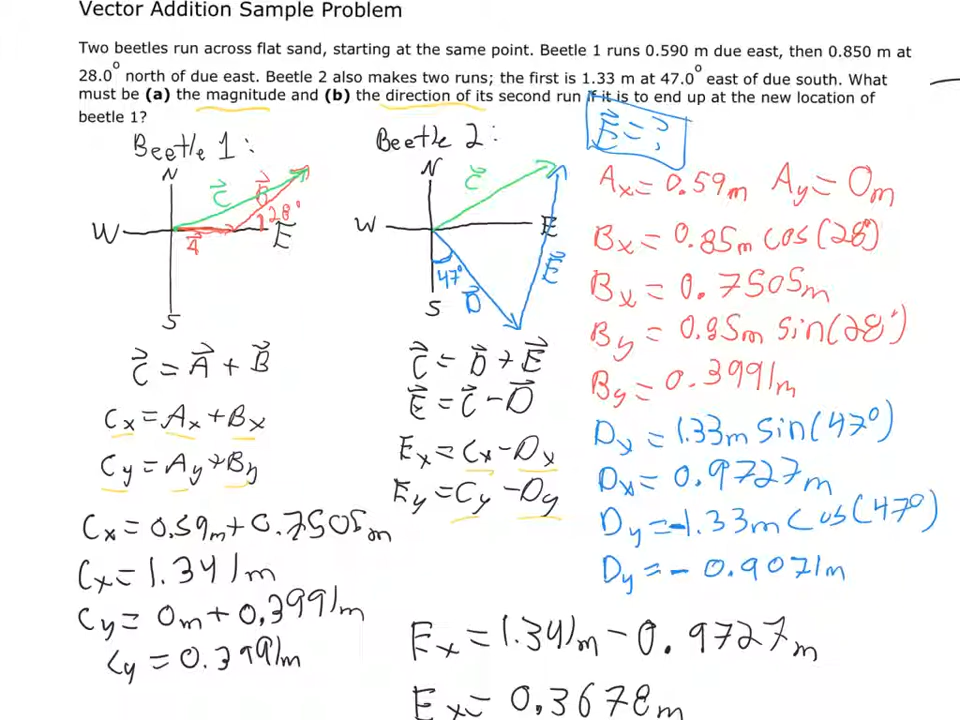 Vector Addition Sample Problem
Two beetles run across flat sand, starting at the same point. Beetle 1 runs 0.590 m due east, then 0.850 m at
28.0° north of due east. Beetle 2 also makes two runs; the first is 1.33 m at 47.0° east of due south. What
must be (a) the magnitude and (b) the direction of its second run if it is to end up at the new location of
beetle 1?
E⃗ = ?
Beetle 1:
N
C⃗ B⃗
28°
W E
A⃗
S
C⃗ = A⃗ + B⃗
Cx = Ax + Bx
Cy = Ay + By
Cx = 0.59m + 0.7505m
Cx = 1.341m
Cy = 0m + 0.3991m
Cy = 0.3991m
Beetle 2:
N
C⃗
W E
47° E⃗
S D⃗
C⃗ = D⃗ + E⃗
E⃗ = C⃗ - D⃗
Ex = Cx - Dx
Ey = Cy - Dy
Ax = 0.59m Ay = 0m
Bx = 0.85m cos(28°)
Bx = 0.7505m
By = 0.85m sin(28°)
By = 0.3991m
Dx = 1.33m sin(47°)
Dx = 0.9727m
Dy = -1.33m cos(47°)
Dy = -0.9071m
Ex = 1.341m - 0.9727m
Ex = 0.3678m